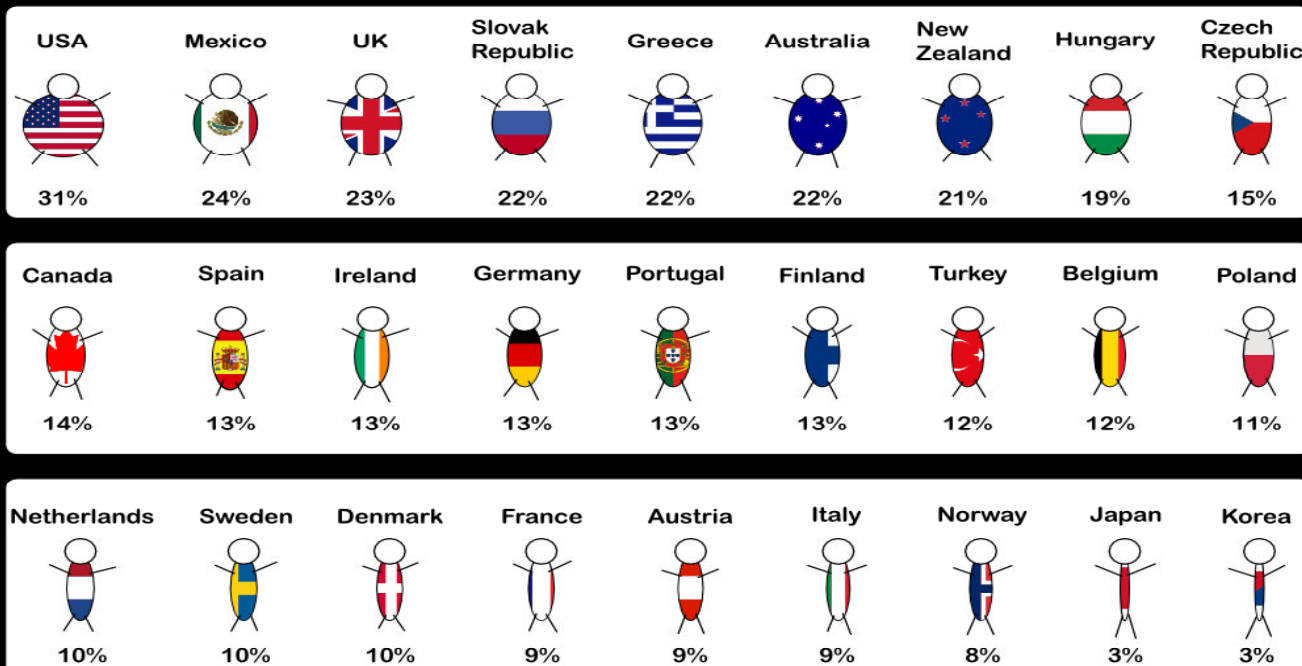 USA Mexico UK Slovak Republic Greece Australia New Zealand Hungary Czech Republic
31% 24% 23% 22% 22% 22% 21% 19% 15%
Canada Spain Ireland Germany Portugal Finland Turkey Belgium Poland
14% 13% 13% 13% 13% 13% 12% 12% 11%
Netherlands Sweden Denmark France Austria Italy Norway Japan Korea
10% 10% 10% 9% 9% 9% 8% 3% 3%